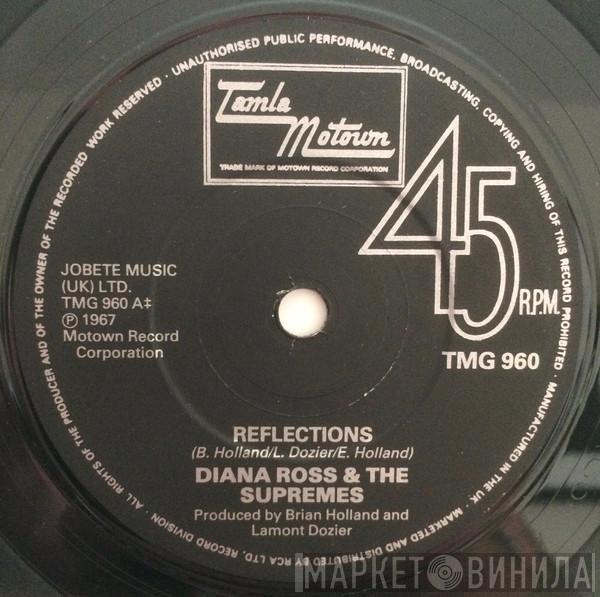 · ALL RIGHTS OF THE PRODUCER AND OF THE OWNER OF THE RECORDED WORK RESERVED · UNAUTHORISED PUBLIC PERFORMANCE, BROADCASTING, COPYING AND HIRING OF THIS RECORD PROHIBITED · MANUFACTURED IN THE U.K. · MARKETED AND DISTRIBUTED BY RCA LTD., RECORD DIVISION
Tamla
Motown
TRADE MARK OF MOTOWN RECORD CORPORATION
45
R.P.M.
TMG 960
JOBETE MUSIC
(UK) LTD.
TMG 960 A‡
℗ 1967
Motown Record
Corporation
REFLECTIONS
(B. Holland/L. Dozier/E. Holland)
DIANA ROSS & THE
SUPREMES
Produced by Brian Holland and
Lamont Dozier
МАРКЕТ ВИНИЛА